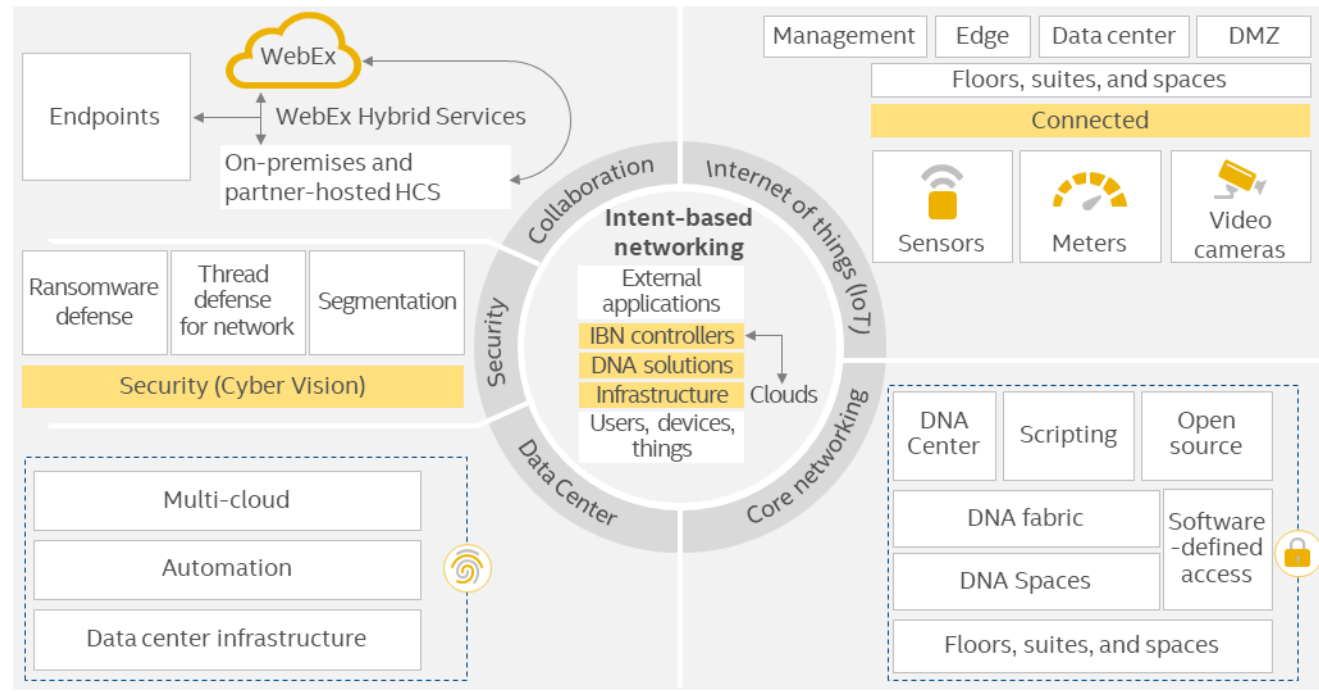 WebEx
Endpoints
WebEx Hybrid Services
On-premises and
partner-hosted HCS
Management
Edge
Data center
DMZ
Floors, suites, and spaces
Connected
Sensors
Meters
Video
cameras
Collaboration
Internet of things (IoT)
Security
Data Center
Core networking
Intent-based
networking
External
applications
IBN controllers
DNA solutions
Infrastructure
Clouds
Users, devices,
things
Ransomware
defense
Thread
defense
for network
Segmentation
Security (Cyber Vision)
Multi-cloud
Automation
Data center infrastructure
DNA
Center
Scripting
Open
source
DNA fabric
DNA Spaces
Software
-defined
access
Floors, suites, and spaces